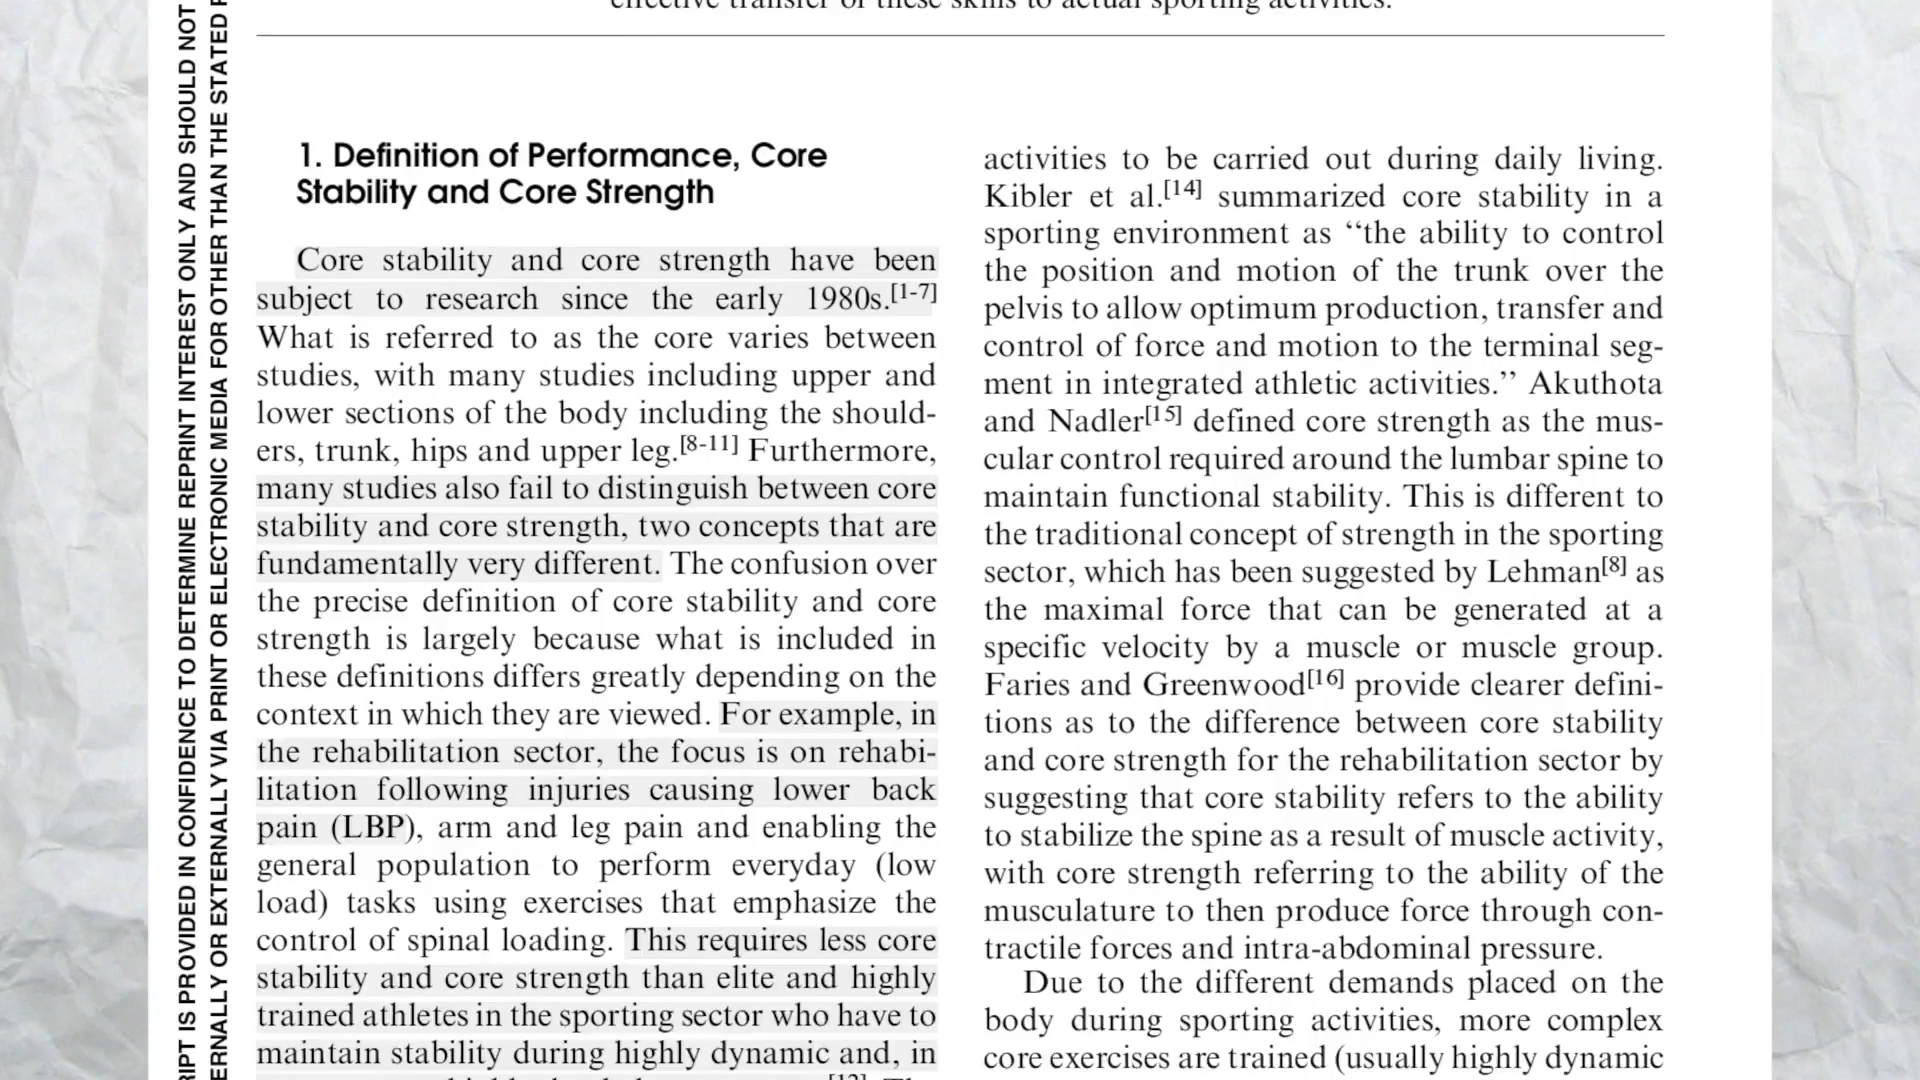 effective transfer of these skills to actual sporting activities.
RIPT IS PROVIDED IN CONFIDENCE TO DETERMINE REPRINT INTEREST ONLY AND SHOULD NOT
ERNALLY OR EXTERNALLY VIA PRINT OR ELECTRONIC MEDIA FOR OTHER THAN THE STATED
1. Definition of Performance, Core
Stability and Core Strength
Core stability and core strength have been
subject to research since the early 1980s.[1-7]
What is referred to as the core varies between
studies, with many studies including upper and
lower sections of the body including the should-
ers, trunk, hips and upper leg.[8-11] Furthermore,
many studies also fail to distinguish between core
stability and core strength, two concepts that are
fundamentally very different. The confusion over
the precise definition of core stability and core
strength is largely because what is included in
these definitions differs greatly depending on the
context in which they are viewed. For example, in
the rehabilitation sector, the focus is on rehabi-
litation following injuries causing lower back
pain (LBP), arm and leg pain and enabling the
general population to perform everyday (low
load) tasks using exercises that emphasize the
control of spinal loading. This requires less core
stability and core strength than elite and highly
trained athletes in the sporting sector who have to
maintain stability during highly dynamic and, in
[12]
activities to be carried out during daily living.
Kibler et al.[14] summarized core stability in a
sporting environment as “the ability to control
the position and motion of the trunk over the
pelvis to allow optimum production, transfer and
control of force and motion to the terminal seg-
ment in integrated athletic activities.” Akuthota
and Nadler[15] defined core strength as the mus-
cular control required around the lumbar spine to
maintain functional stability. This is different to
the traditional concept of strength in the sporting
sector, which has been suggested by Lehman[8] as
the maximal force that can be generated at a
specific velocity by a muscle or muscle group.
Faries and Greenwood[16] provide clearer defini-
tions as to the difference between core stability
and core strength for the rehabilitation sector by
suggesting that core stability refers to the ability
to stabilize the spine as a result of muscle activity,
with core strength referring to the ability of the
musculature to then produce force through con-
tractile forces and intra-abdominal pressure.
Due to the different demands placed on the
body during sporting activities, more complex
core exercises are trained (usually highly dynamic